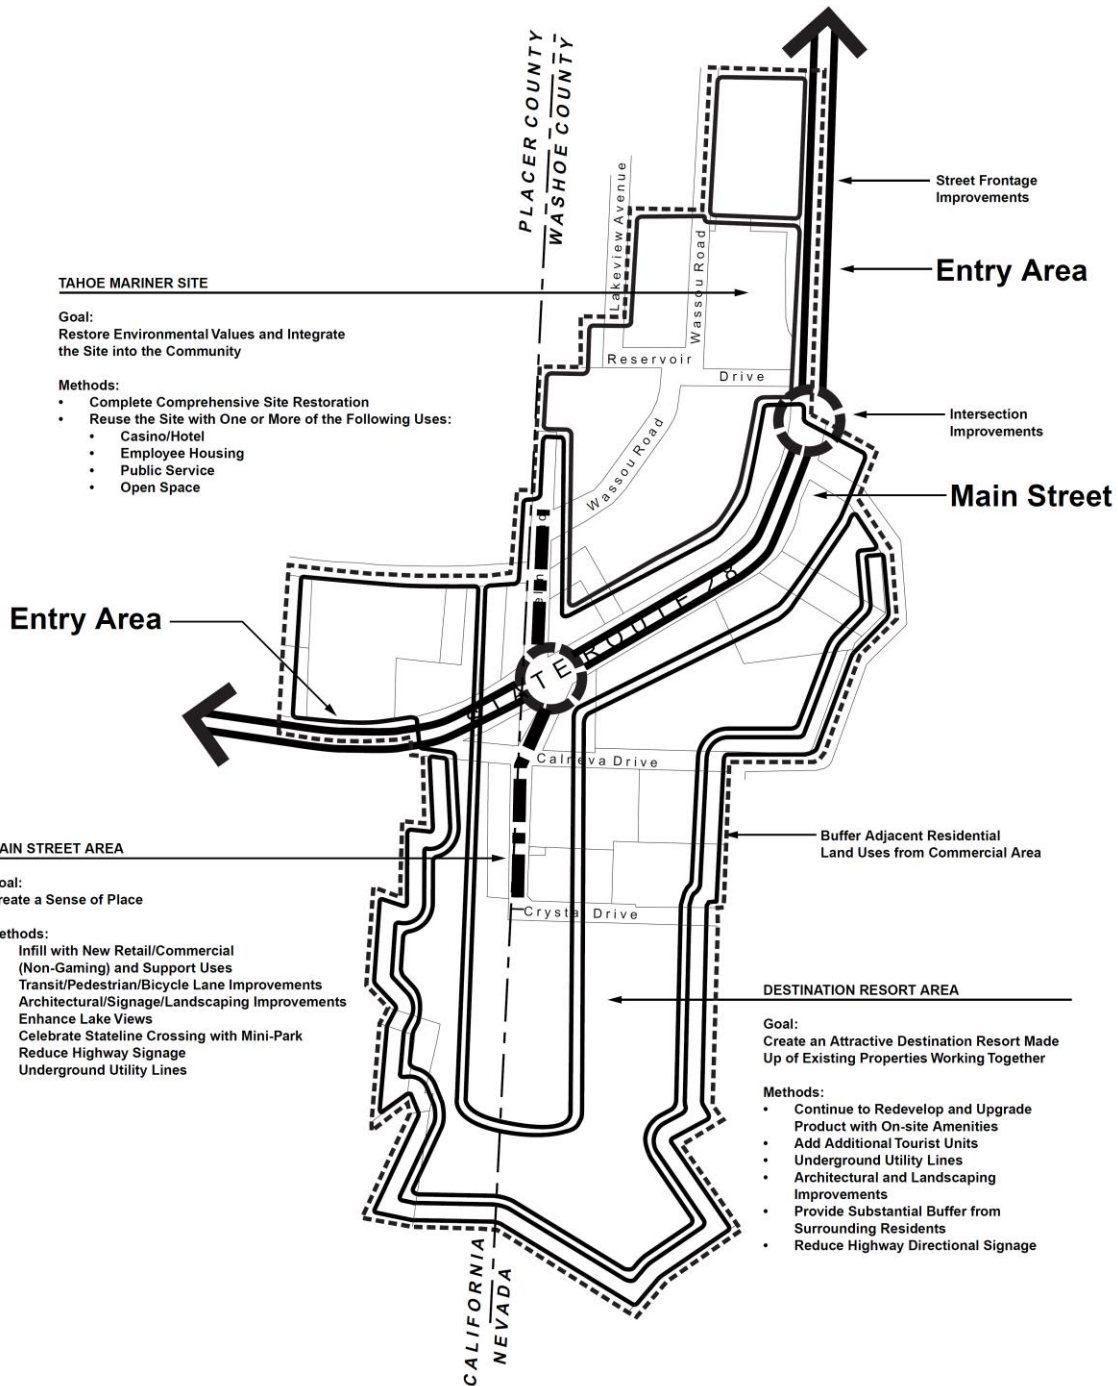 PLACER COUNTY
WASHOE COUNTY
Street Frontage
Improvements
Entry Area
Lakeview Avenue
Wassou Road
TAHOE MARINER SITE
Goal:
Restore Environmental Values and Integrate
the Site into the Community
Methods:
• Complete Comprehensive Site Restoration
• Reuse the Site with One or More of the Following Uses:
• Casino/Hotel
• Employee Housing
• Public Service
• Open Space
Reservoir
Drive
Intersection
Improvements
Wassou Road
Main Street
Entry Area
STATE ROUTE 28
Calneva Drive
Buffer Adjacent Residential
Land Uses from Commercial Area
AIN STREET AREA
oal:
reate a Sense of Place
ethods:
Infill with New Retail/Commercial
(Non-Gaming) and Support Uses
Transit/Pedestrian/Bicycle Lane Improvements
Architectural/Signage/Landscaping Improvements
Enhance Lake Views
Celebrate Stateline Crossing with Mini-Park
Reduce Highway Signage
Underground Utility Lines
Crystal Drive
DESTINATION RESORT AREA
Goal:
Create an Attractive Destination Resort Made
Up of Existing Properties Working Together
Methods:
• Continue to Redevelop and Upgrade
Product with On-site Amenities
• Add Additional Tourist Units
• Underground Utility Lines
• Architectural and Landscaping
Improvements
• Provide Substantial Buffer from
Surrounding Residents
• Reduce Highway Directional Signage
CALIFORNIA
NEVADA